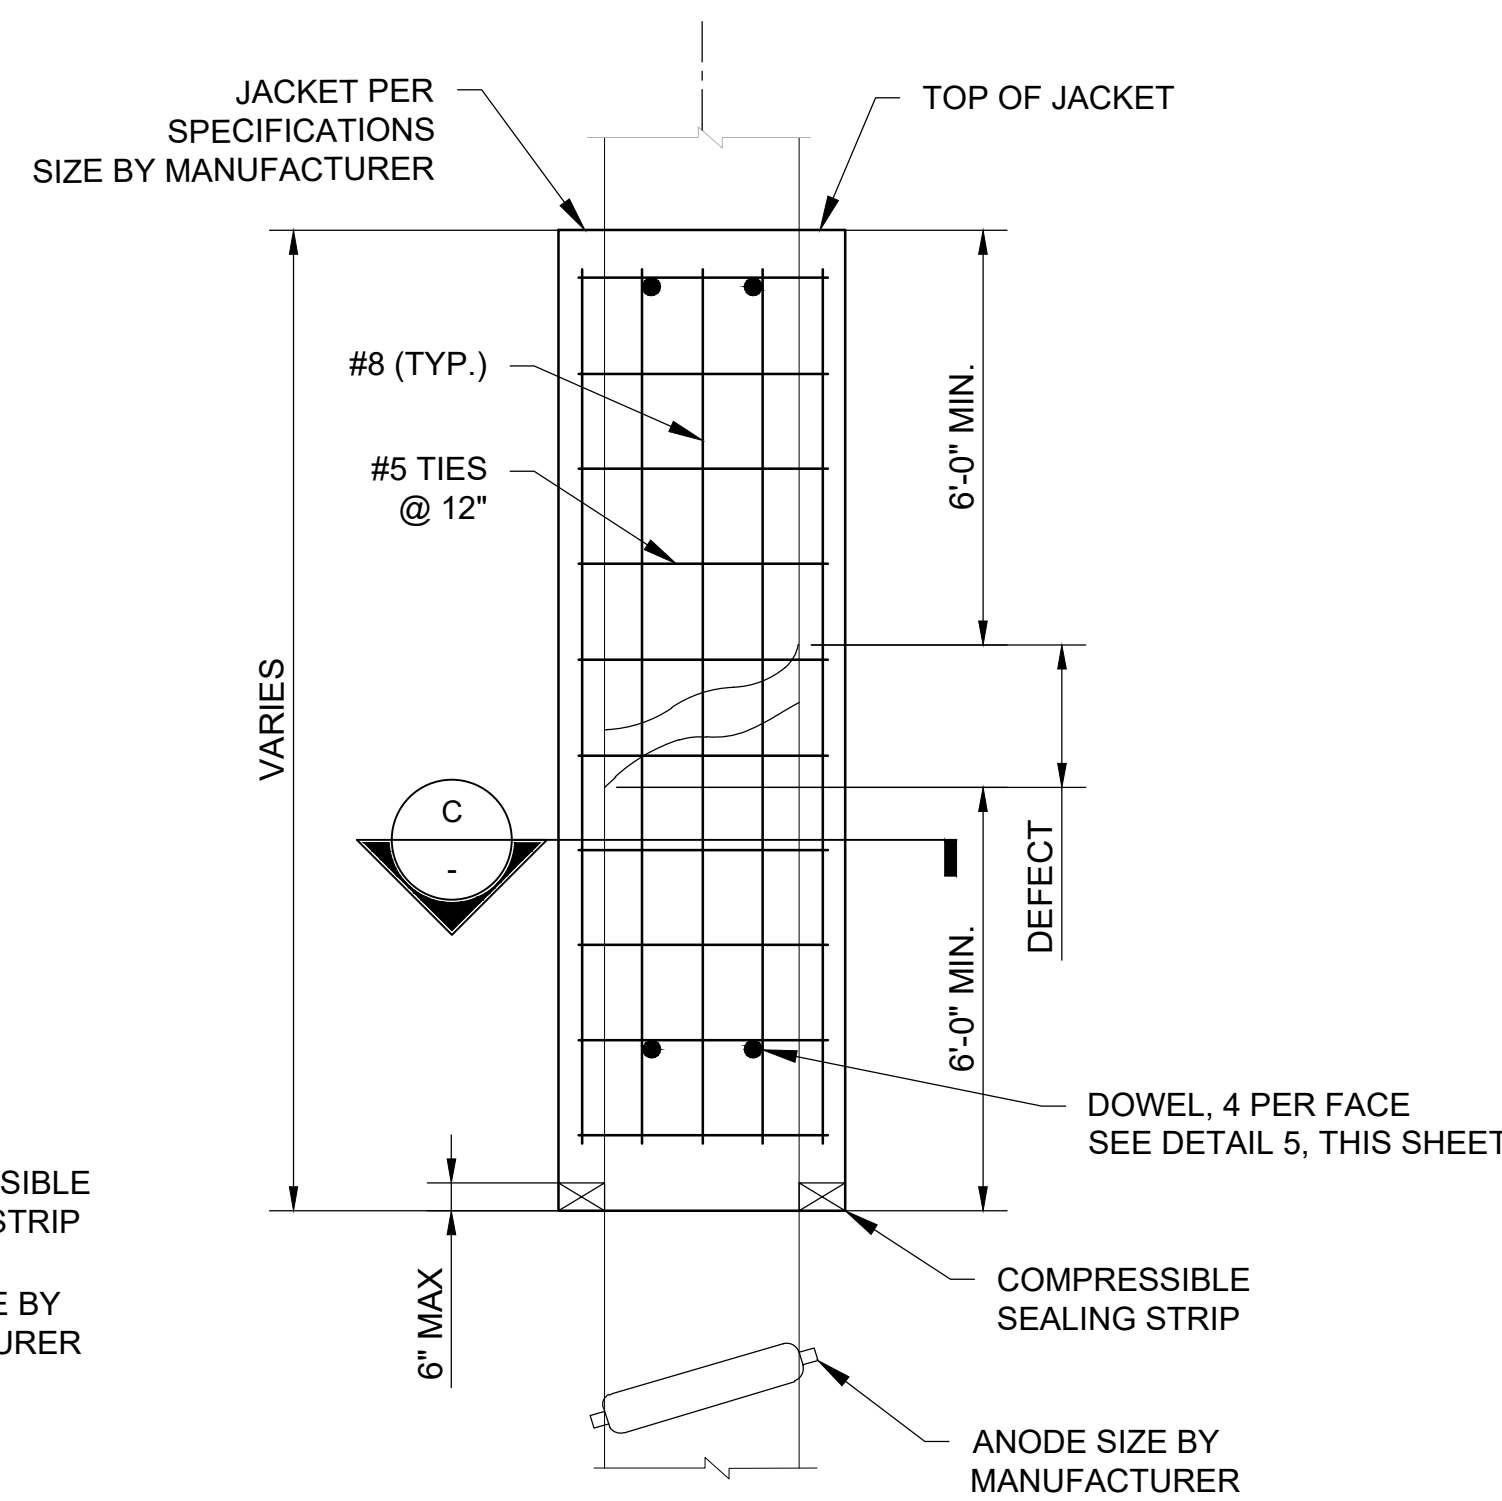 JACKET PER
SPECIFICATIONS
SIZE BY MANUFACTURER
TOP OF JACKET
#8 (TYP.)
#5 TIES
@ 12"
6'-0" MIN.
VARIES
C
-
DEFECT
6'-0" MIN.
DOWEL, 4 PER FACE
SEE DETAIL 5, THIS SHEET
SIBLE
STRIP
E BY
URER
6" MAX
COMPRESSIBLE
SEALING STRIP
ANODE SIZE BY
MANUFACTURER